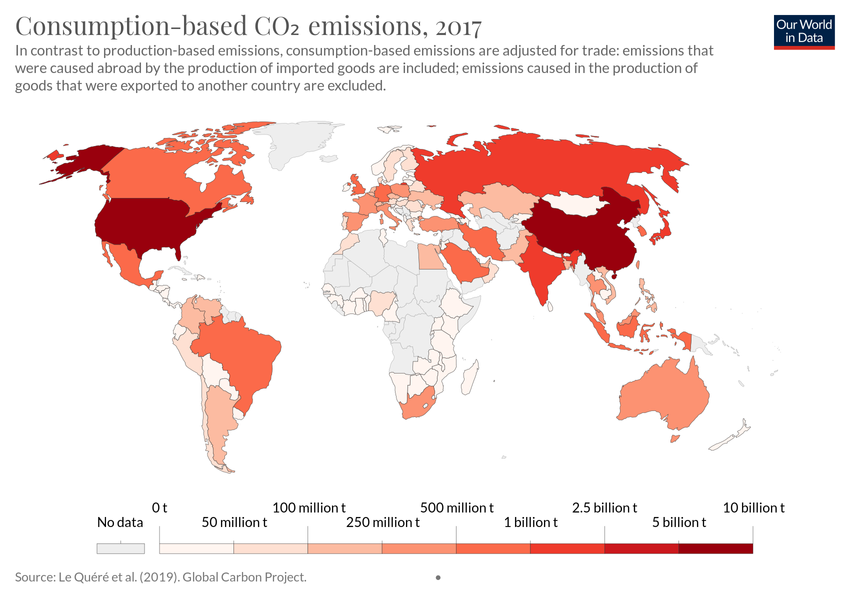 Consumption-based CO₂ emissions, 2017
Our World
in Data
In contrast to production-based emissions, consumption-based emissions are adjusted for trade: emissions that
were caused abroad by the production of imported goods are included; emissions caused in the production of
goods that were exported to another country are excluded.
0 t
100 million t
500 million t
2.5 billion t
10 billion t
No data
50 million t
250 million t
1 billion t
5 billion t
Source: Le Quéré et al. (2019). Global Carbon Project.